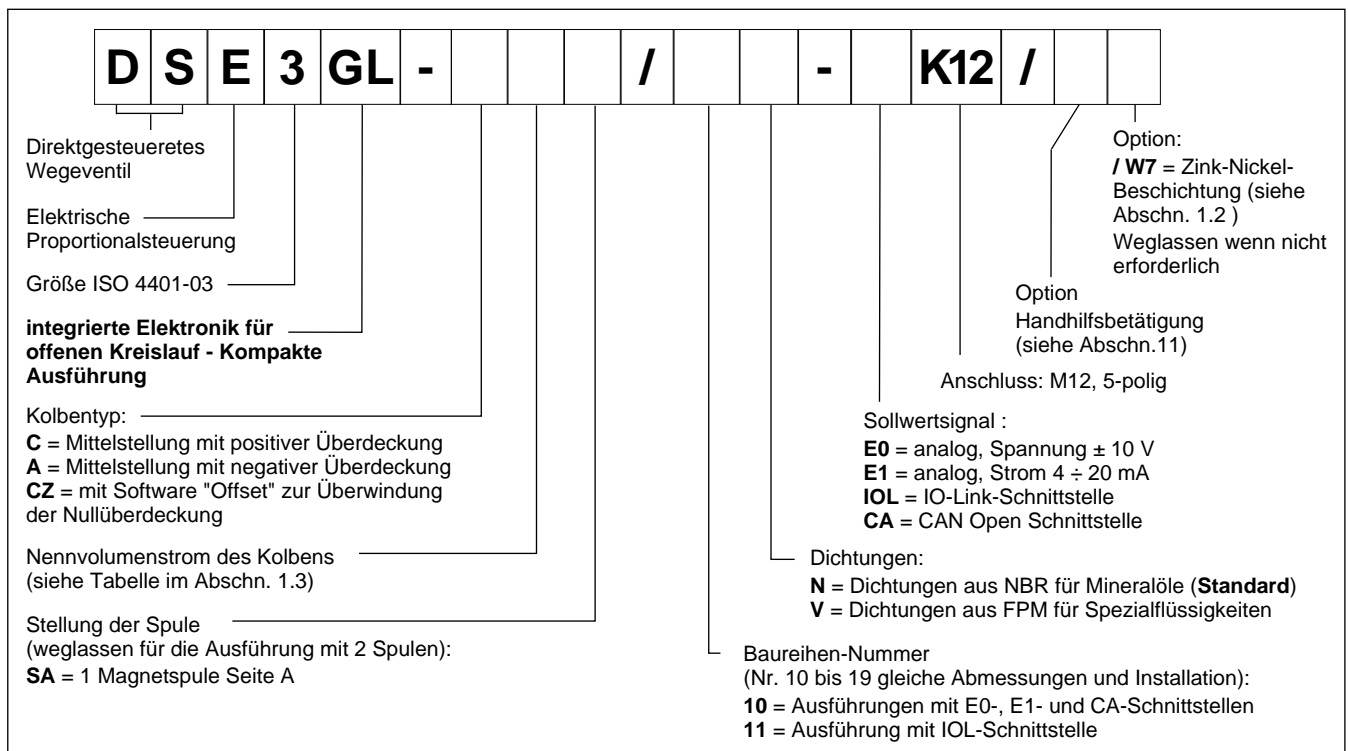 D S E 3 GL - / - K12 /
Direktgesteueretes
Wegeventil
Elektrische
Proportionalsteuerung
Größe ISO 4401-03
integrierte Elektronik für
offenen Kreislauf - Kompakte
Ausführung
Kolbentyp:
C = Mittelstellung mit positiver Überdeckung
A = Mittelstellung mit negativer Überdeckung
CZ = mit Software "Offset" zur Überwindung
der Nullüberdeckung
Nennvolumenstrom des Kolbens
(siehe Tabelle im Abschn. 1.3)
Stellung der Spule
(weglassen für die Ausführung mit 2 Spulen):
SA = 1 Magnetspule Seite A
Option:
/ W7 = Zink-Nickel-
Beschichtung (siehe
Abschn. 1.2 )
Weglassen wenn nicht
erforderlich
Option
Handhilfsbetätigung
(siehe Abschn.11)
Anschluss: M12, 5-polig
Sollwertsignal :
E0 = analog, Spannung ± 10 V
E1 = analog, Strom 4 ÷ 20 mA
IOL = IO-Link-Schnittstelle
CA = CAN Open Schnittstelle
Dichtungen:
N = Dichtungen aus NBR für Mineralöle (Standard)
V = Dichtungen aus FPM für Spezialflüssigkeiten
Baureihen-Nummer
(Nr. 10 bis 19 gleiche Abmessungen und Installation):
10 = Ausführungen mit E0-, E1- und CA-Schnittstellen
11 = Ausführung mit IOL-Schnittstelle